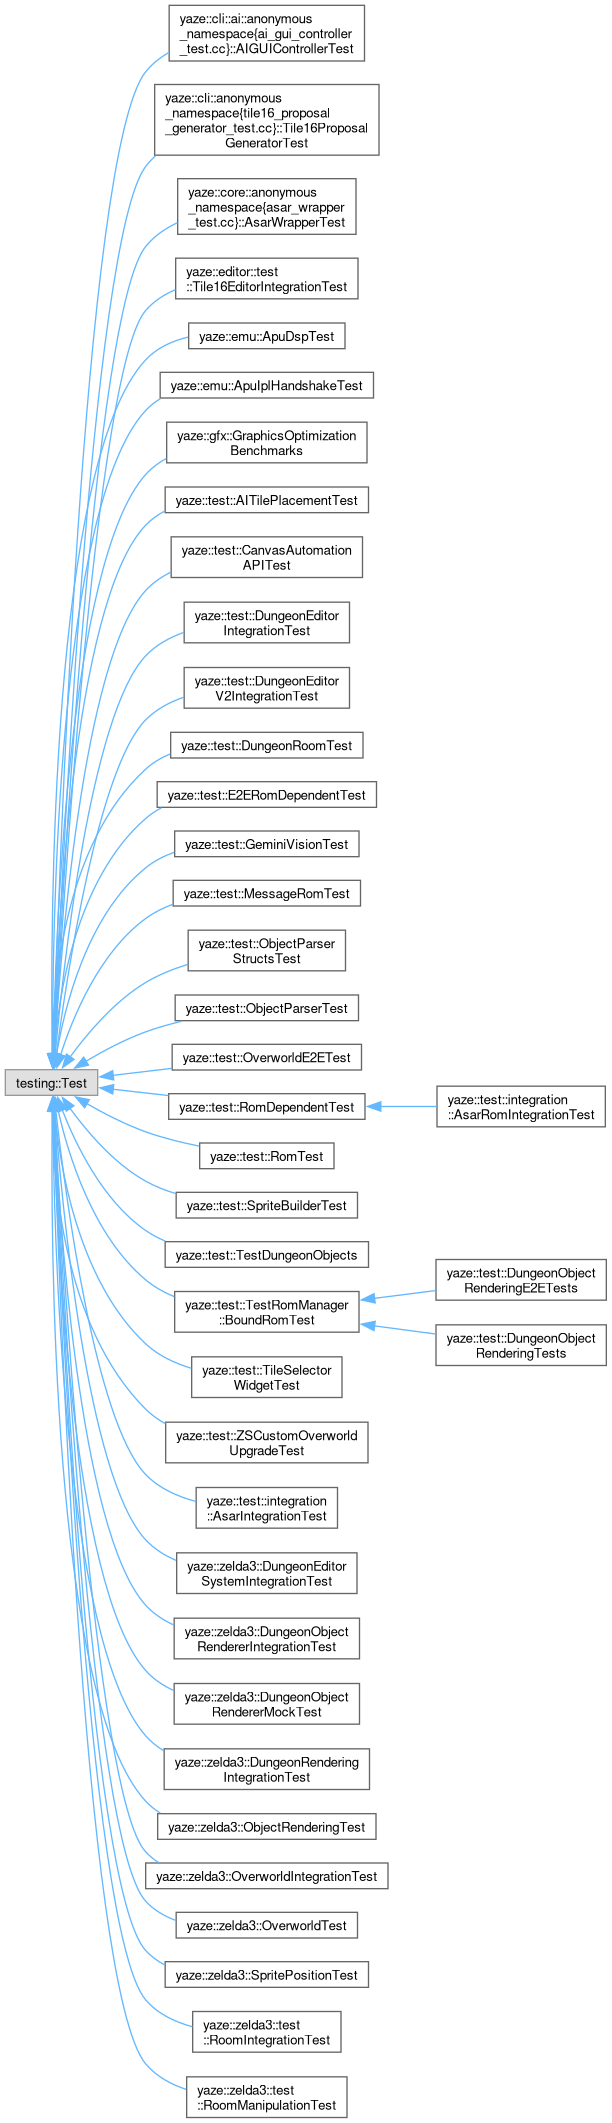 yaze::cli::ai::anonymous
_namespace{ai_gui_controller
_test.cc}::AIGUIControllerTest
yaze::cli::anonymous
_namespace{tile16_proposal
_generator_test.cc}::Tile16Proposal
GeneratorTest
yaze::core::anonymous
_namespace{asar_wrapper
_test.cc}::AsarWrapperTest
yaze::editor::test
::Tile16EditorIntegrationTest
yaze::emu::ApuDspTest
yaze::emu::ApuIplHandshakeTest
yaze::gfx::GraphicsOptimization
Benchmarks
yaze::test::AITilePlacementTest
yaze::test::CanvasAutomation
APITest
yaze::test::DungeonEditor
IntegrationTest
yaze::test::DungeonEditor
V2IntegrationTest
yaze::test::DungeonRoomTest
yaze::test::E2ERomDependentTest
yaze::test::GeminiVisionTest
yaze::test::MessageRomTest
yaze::test::ObjectParser
StructsTest
yaze::test::ObjectParserTest
yaze::test::OverworldE2ETest
testing::Test
yaze::test::RomDependentTest
yaze::test::integration
::AsarRomIntegrationTest
yaze::test::RomTest
yaze::test::SpriteBuilderTest
yaze::test::TestDungeonObjects
yaze::test::TestRomManager
::BoundRomTest
yaze::test::DungeonObject
RenderingE2ETests
yaze::test::DungeonObject
RenderingTests
yaze::test::TileSelector
WidgetTest
yaze::test::ZSCustomOverworld
UpgradeTest
yaze::test::integration
::AsarIntegrationTest
yaze::zelda3::DungeonEditor
SystemIntegrationTest
yaze::zelda3::DungeonObject
RendererIntegrationTest
yaze::zelda3::DungeonObject
RendererMockTest
yaze::zelda3::DungeonRendering
IntegrationTest
yaze::zelda3::ObjectRenderingTest
yaze::zelda3::OverworldIntegrationTest
yaze::zelda3::OverworldTest
yaze::zelda3::SpritePositionTest
yaze::zelda3::test
::RoomIntegrationTest
yaze::zelda3::test
::RoomManipulationTest